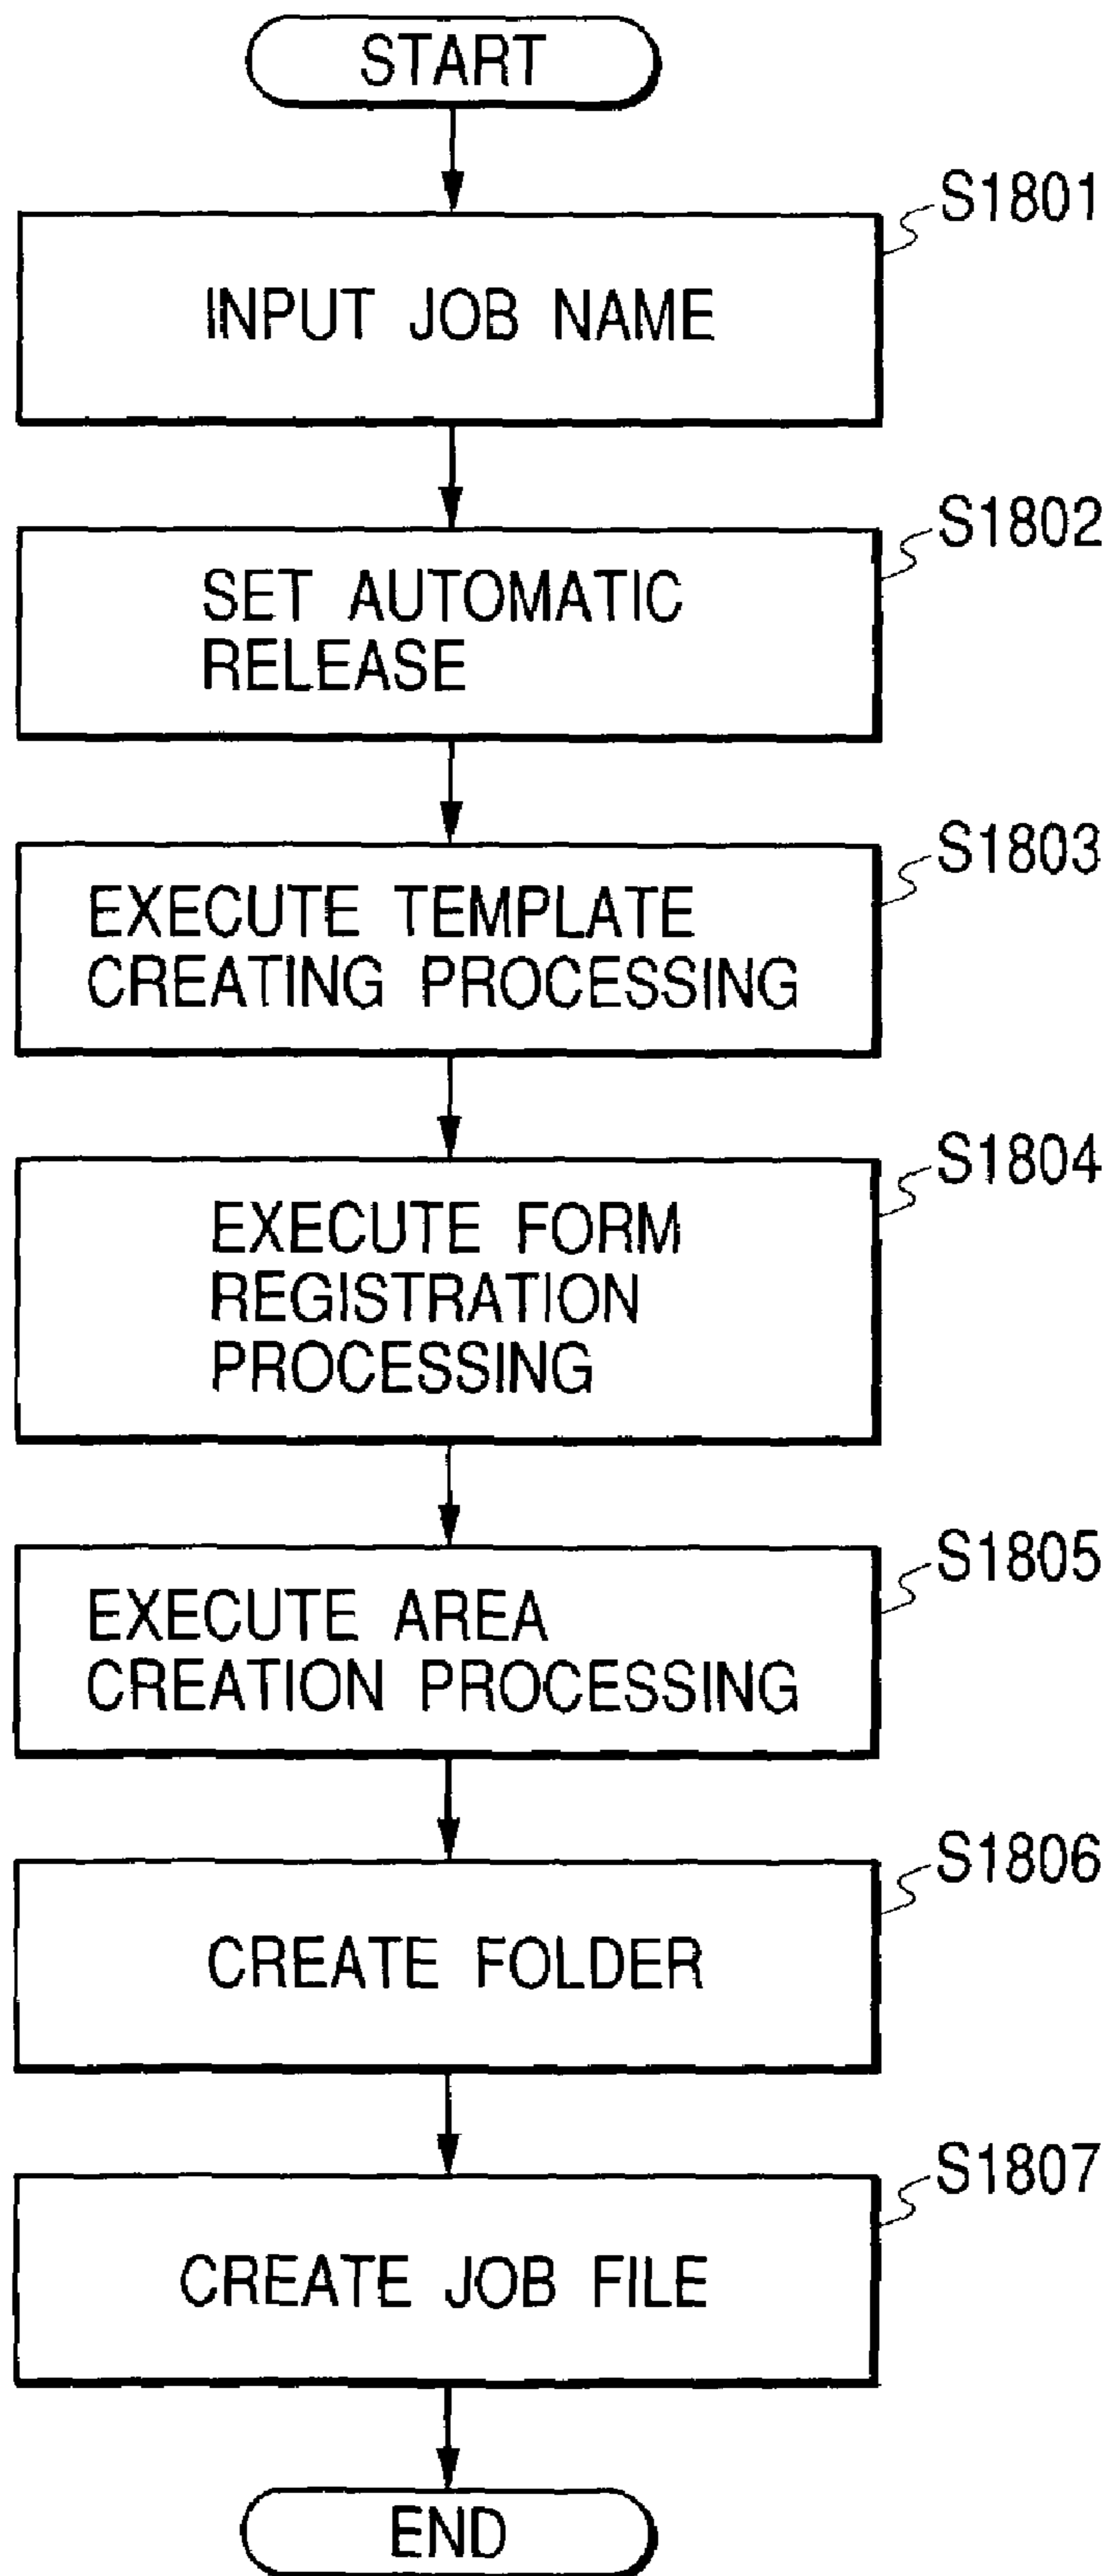 START
S1801
INPUT JOB NAME
S1802
SET AUTOMATIC
RELEASE
S1803
EXECUTE TEMPLATE
CREATING PROCESSING
S1804
EXECUTE FORM
REGISTRATION
PROCESSING
S1805
EXECUTE AREA
CREATION PROCESSING
S1806
CREATE FOLDER
S1807
CREATE JOB FILE
END